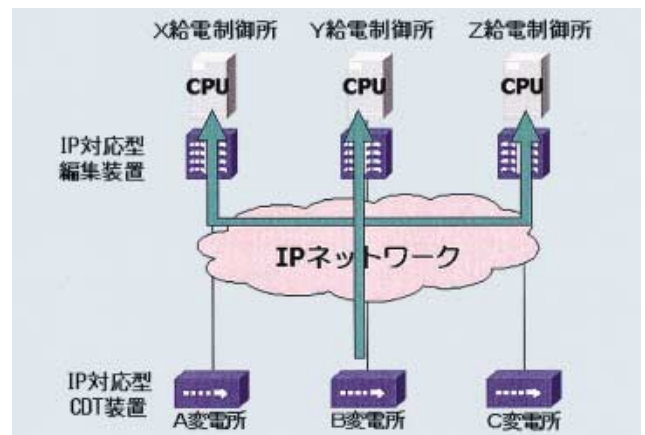 X給電制御所 Y給電制御所 Z給電制御所
CPU CPU CPU
IP対応型
編集装置
IPネットワーク
IP対応型
CDT装置
A変電所 B変電所 C変電所